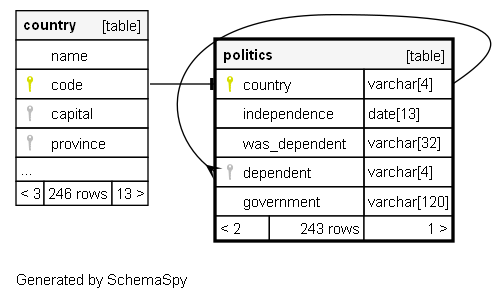 country [table]
name
code
capital
province
...
< 3 246 rows 13 >
politics [table]
country varchar[4]
independence date[13]
was_dependent varchar[32]
dependent varchar[4]
government varchar[120]
< 2 243 rows 1 >
Generated by SchemaSpy